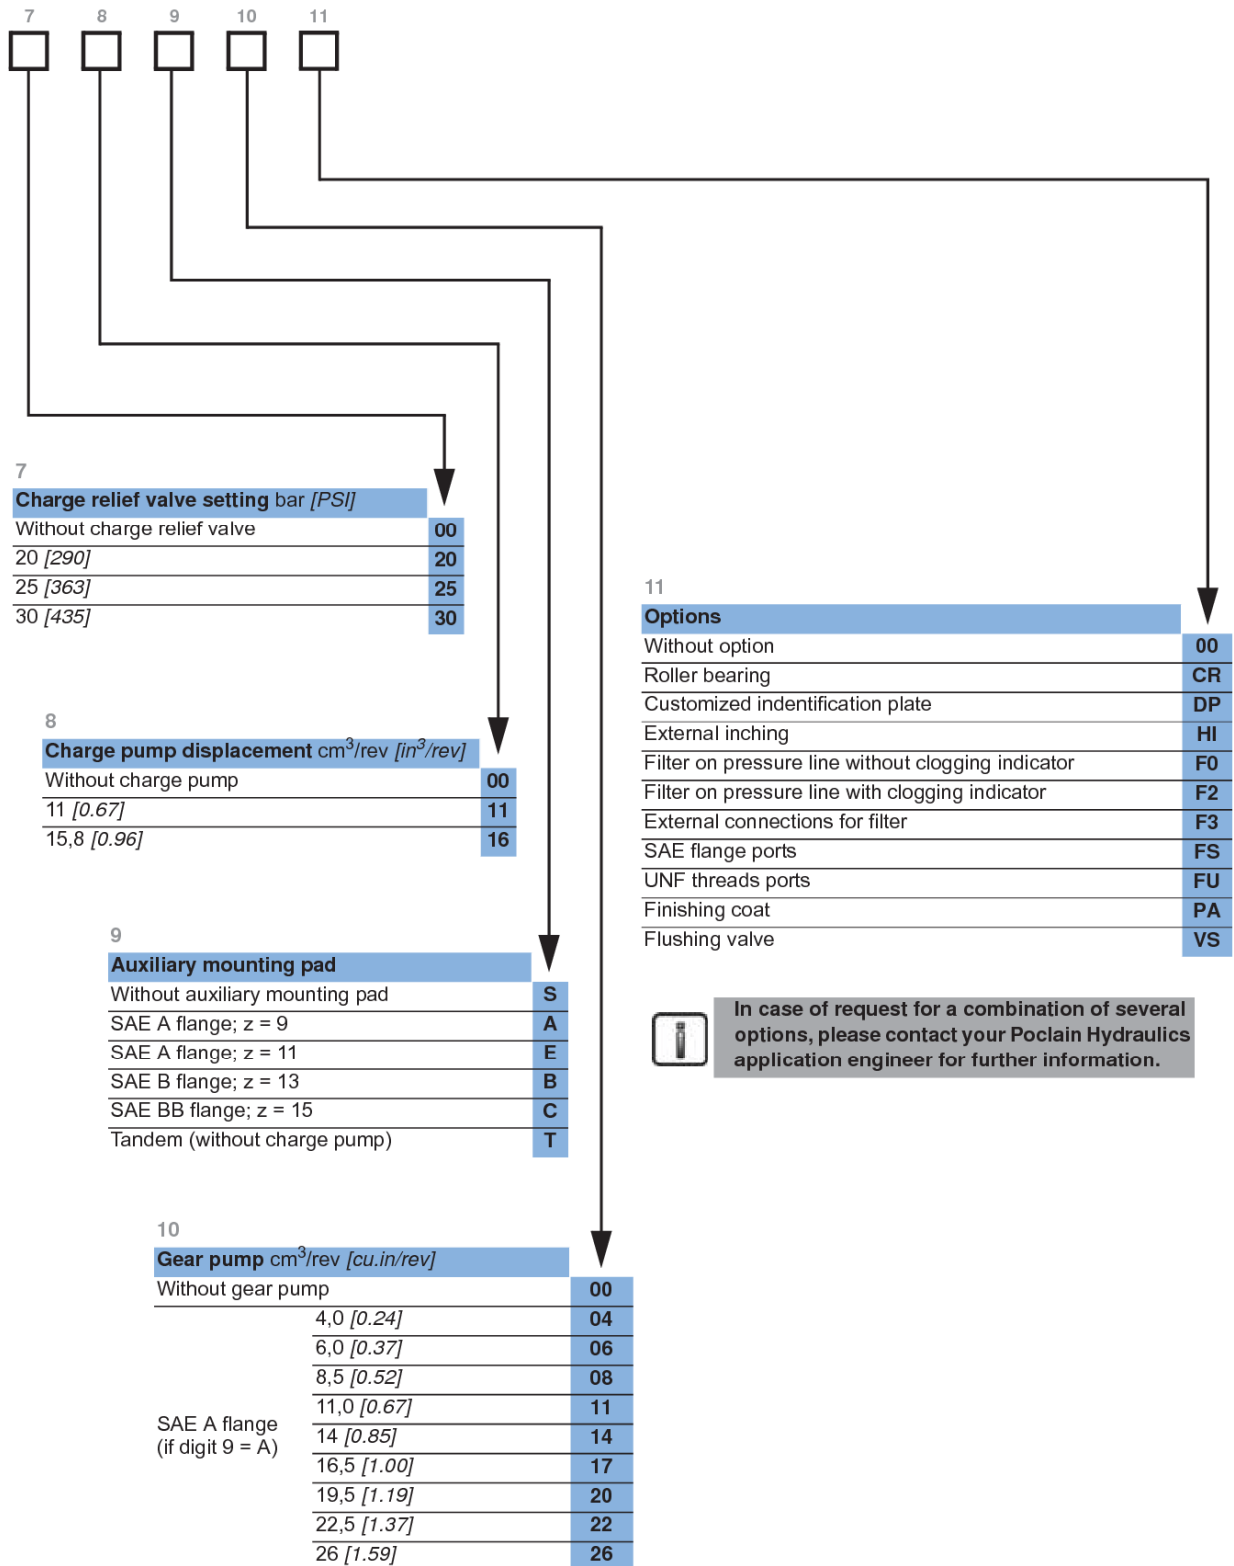 7 8 9 10 11
7
Charge relief valve setting bar [PSI]
Without charge relief valve 00
20 [290] 20
25 [363] 25
30 [435] 30
8
Charge pump displacement cm³/rev [in³/rev]
Without charge pump 00
11 [0.67] 11
15,8 [0.96] 16
9
Auxiliary mounting pad
Without auxiliary mounting pad S
SAE A flange; z = 9 A
SAE A flange; z = 11 E
SAE B flange; z = 13 B
SAE BB flange; z = 15 C
Tandem (without charge pump) T
10
Gear pump cm³/rev [cu.in/rev]
Without gear pump 00
SAE A flange
(if digit 9 = A)
4,0 [0.24] 04
6,0 [0.37] 06
8,5 [0.52] 08
11,0 [0.67] 11
14 [0.85] 14
16,5 [1.00] 17
19,5 [1.19] 20
22,5 [1.37] 22
26 [1.59] 26
11
Options
Without option 00
Roller bearing CR
Customized indentification plate DP
External inching HI
Filter on pressure line without clogging indicator F0
Filter on pressure line with clogging indicator F2
External connections for filter F3
SAE flange ports FS
UNF threads ports FU
Finishing coat PA
Flushing valve VS
In case of request for a combination of several
options, please contact your Poclain Hydraulics
application engineer for further information.